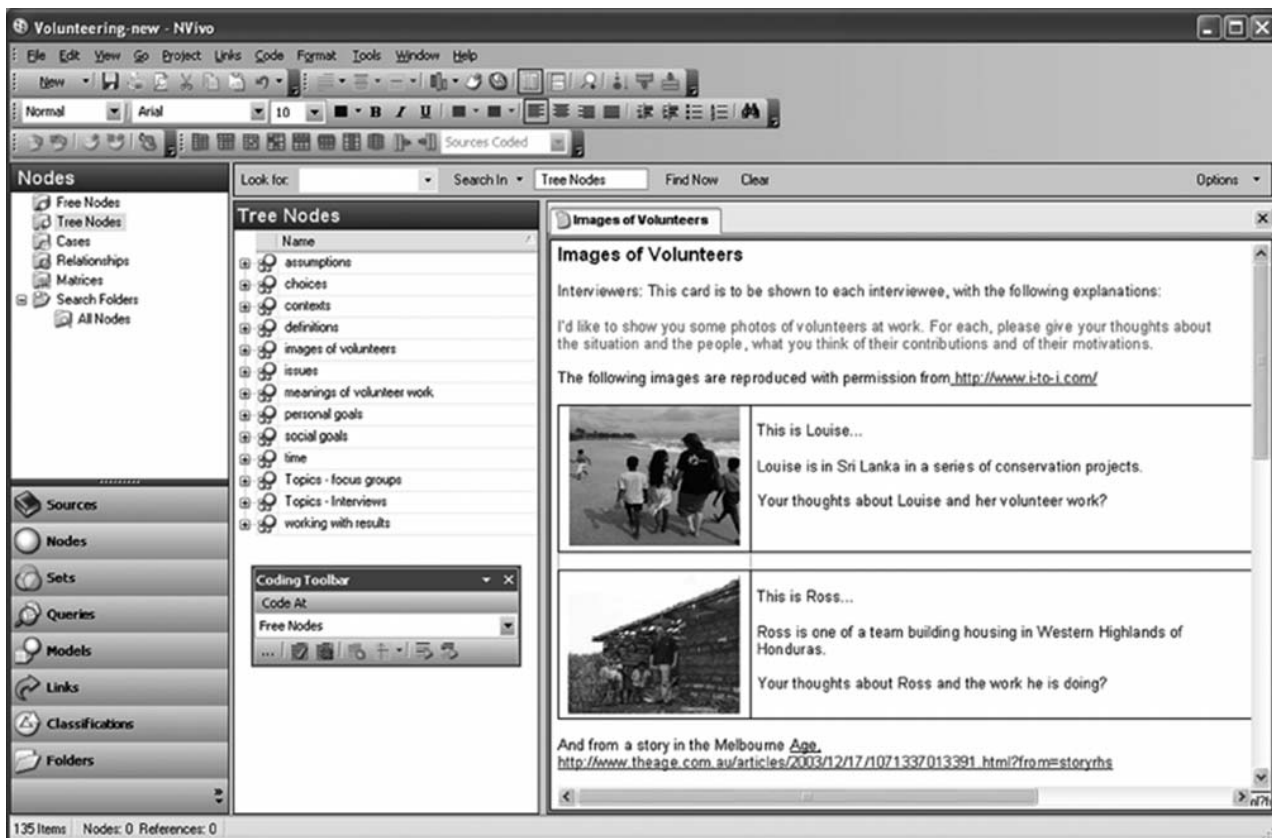 Volunteering-new - NVivo
File Edit View Go Project Links Code Format Tools Window Help
New
Normal Arial 10 B I U
Sources Coded
Nodes
Look for: Search In Tree Nodes Find Now Clear Options
Free Nodes
Tree Nodes
Cases
Relationships
Matrices
Search Folders
All Nodes
Sources
Nodes
Sets
Queries
Models
Links
Classifications
Folders
Tree Nodes
Name
assumptions
choices
contexts
definitions
images of volunteers
issues
meanings of volunteer work
personal goals
social goals
time
Topics - focus groups
Topics - Interviews
working with results
Coding Toolbar
Code At
Free Nodes
...
Images of Volunteers
Images of Volunteers
Interviewers: This card is to be shown to each interviewee, with the following explanations:
I'd like to show you some photos of volunteers at work. For each, please give your thoughts about
the situation and the people, what you think of their contributions and of their motivations.
The following images are reproduced with permission from http://www.i-to-i.com/
This is Louise...
Louise is in Sri Lanka in a series of conservation projects.
Your thoughts about Louise and her volunteer work?
This is Ross...
Ross is one of a team building housing in Western Highlands of
Honduras.
Your thoughts about Ross and the work he is doing?
And from a story in the Melbourne Age,
http://www.theage.com.au/articles/2003/12/17/1071337013391.html?from=storyrhs
135 Items Nodes: 0 References: 0